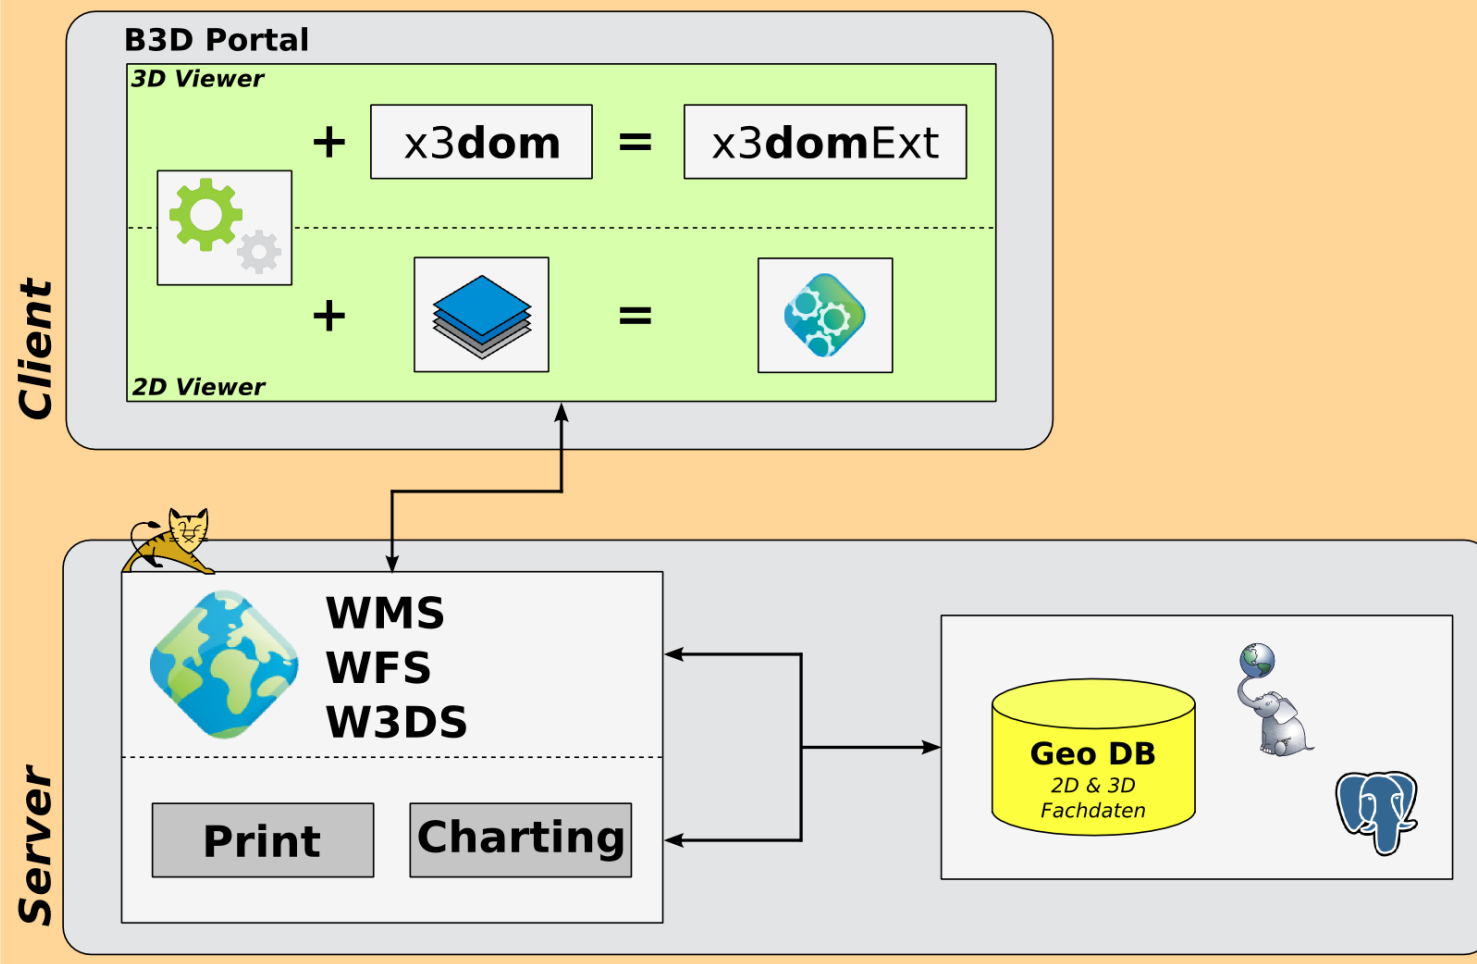 B3D Portal
3D Viewer
+ x3dom = x3domExt
+ =
2D Viewer
Client
WMS
WFS
W3DS
Print
Charting
Geo DB
2D & 3D
Fachdaten
Server